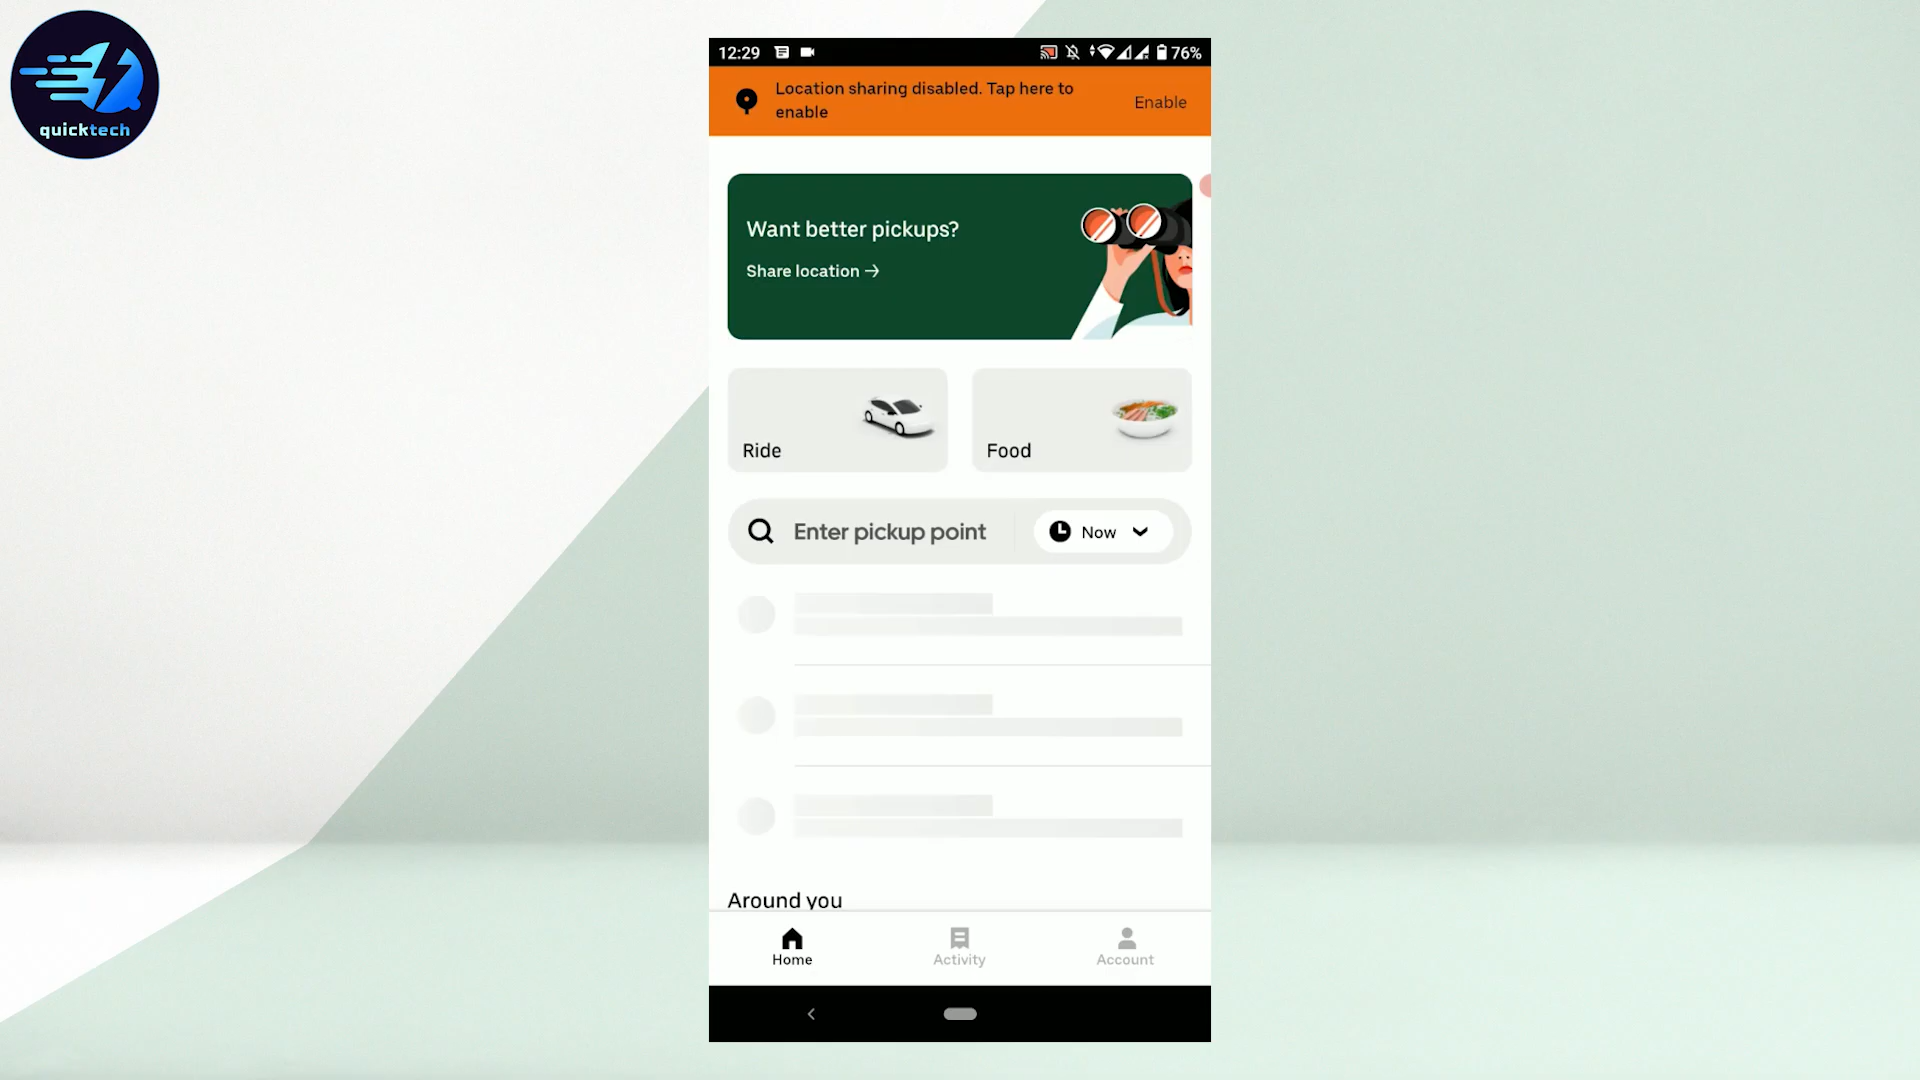 quicktech
12:29
76%
Location sharing disabled. Tap here to
enable
Enable
Want better pickups?
Share location →
Ride
Food
Enter pickup point
Now
Around you
Home
Activity
Account